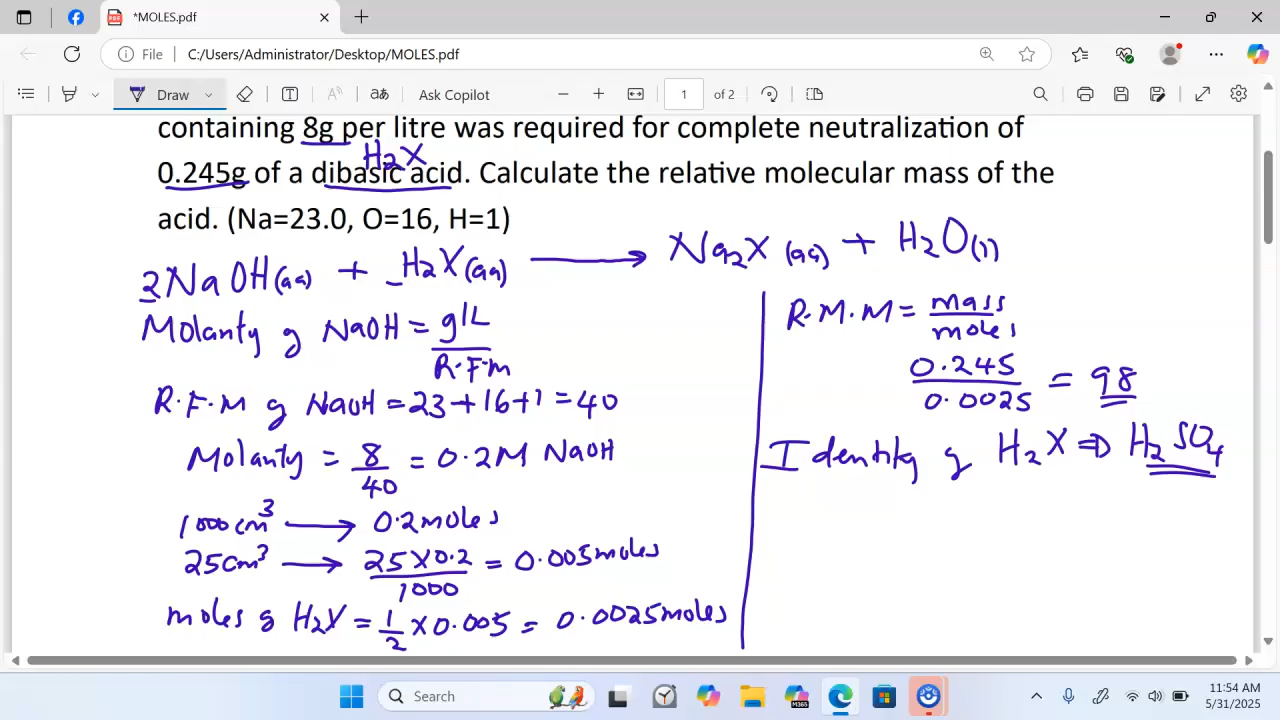 *MOLES.pdf
File C:/Users/Administrator/Desktop/MOLES.pdf
Draw Ask Copilot 1 of 2
containing 8g per litre was required for complete neutralization of
H₂X
0.245g of a dibasic acid. Calculate the relative molecular mass of the
acid. (Na=23.0, O=16, H=1)
2NaOH(aq) + H₂X(aq) ⟶ Na₂X(aq) + H₂O(l)
Molarity of NaOH = g/L / R.F.m
R.F.M of NaOH = 23+16+1 = 40
Molarity = 8/40 = 0.2M NaOH
1000cm³ ⟶ 0.2moles
25cm³ ⟶ 25×0.2/1000 = 0.005moles
moles of H₂X = 1/2 × 0.005 = 0.0025moles
R.M.M = mass/moles
0.245/0.0025 = 98
Identity of H₂X ⇒ H₂SO₄
Search
11:54 AM
5/31/2025